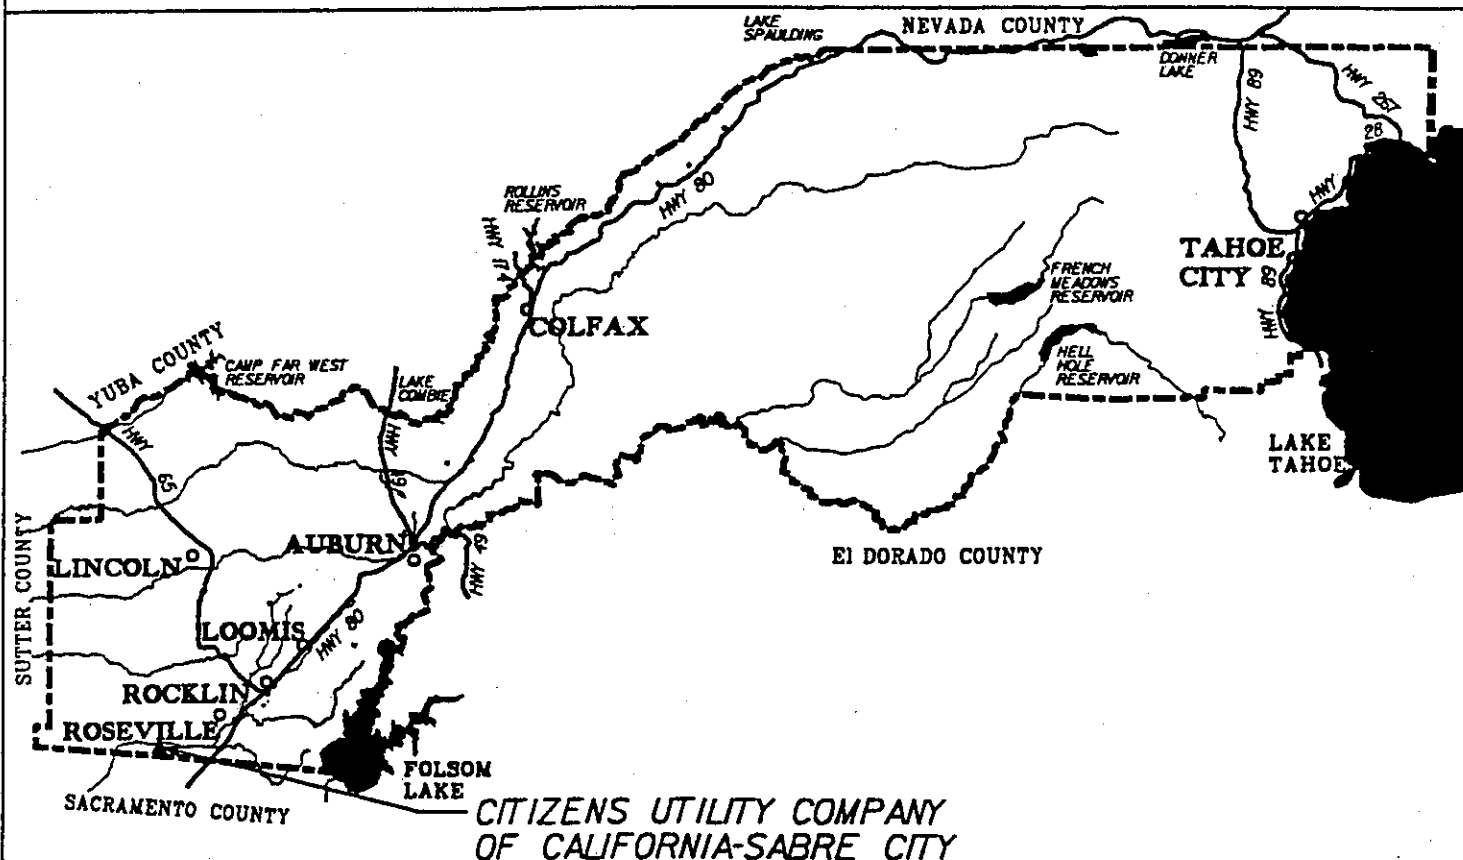 LAKE
SPAULDING
NEVADA COUNTY
DONNER
LAKE
HWY 89
HWY 267
28
HWY
ROLLINS
RESERVOIR
HWY 80
HWY 174
TAHOE
CITY
HWY 89
FRENCH
MEADOWS
RESERVOIR
COLFAX
HELL
HOLE
RESERVOIR
YUBA COUNTY
CAMP FAR WEST
RESERVOIR
LAKE
COMBIE
HWY 65
HWY 49
LAKE
TAHOE
SUTTER COUNTY
AUBURN
El DORADO COUNTY
LINCOLN
HWY 49
LOOMIS
HWY 80
ROCKLIN
ROSEVILLE
FOLSOM
LAKE
SACRAMENTO COUNTY
CITIZENS UTILITY COMPANY
OF CALIFORNIA-SABRE CITY